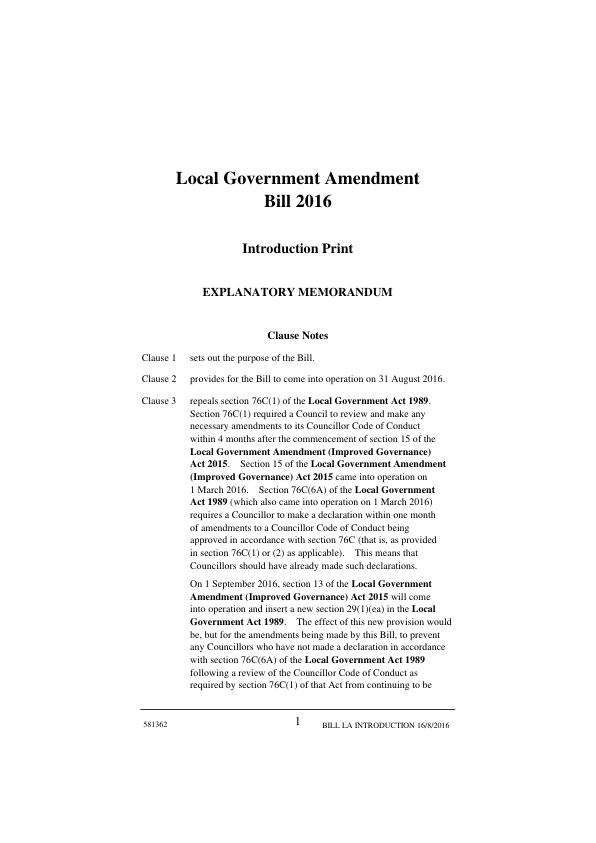 Local Government Amendment
Bill 2016
Introduction Print
EXPLANATORY MEMORANDUM
Clause Notes
Clause 1 sets out the purpose of the Bill.
Clause 2 provides for the Bill to come into operation on 31 August 2016.
Clause 3 repeals section 76C(1) of the Local Government Act 1989.
Section 76C(1) required a Council to review and make any
necessary amendments to its Councillor Code of Conduct
within 4 months after the commencement of section 15 of the
Local Government Amendment (Improved Governance)
Act 2015. Section 15 of the Local Government Amendment
(Improved Governance) Act 2015 came into operation on
1 March 2016. Section 76C(6A) of the Local Government
Act 1989 (which also came into operation on 1 March 2016)
requires a Councillor to make a declaration within one month
of amendments to a Councillor Code of Conduct being
approved in accordance with section 76C (that is, as provided
in section 76C(1) or (2) as applicable). This means that
Councillors should have already made such declarations.
On 1 September 2016, section 13 of the Local Government
Amendment (Improved Governance) Act 2015 will come
into operation and insert a new section 29(1)(ea) in the Local
Government Act 1989. The effect of this new provision would
be, but for the amendments being made by this Bill, to prevent
any Councillors who have not made a declaration in accordance
with section 76C(6A) of the Local Government Act 1989
following a review of the Councillor Code of Conduct as
required by section 76C(1) of that Act from continuing to be
581362 1 BILL LA INTRODUCTION 16/8/2016